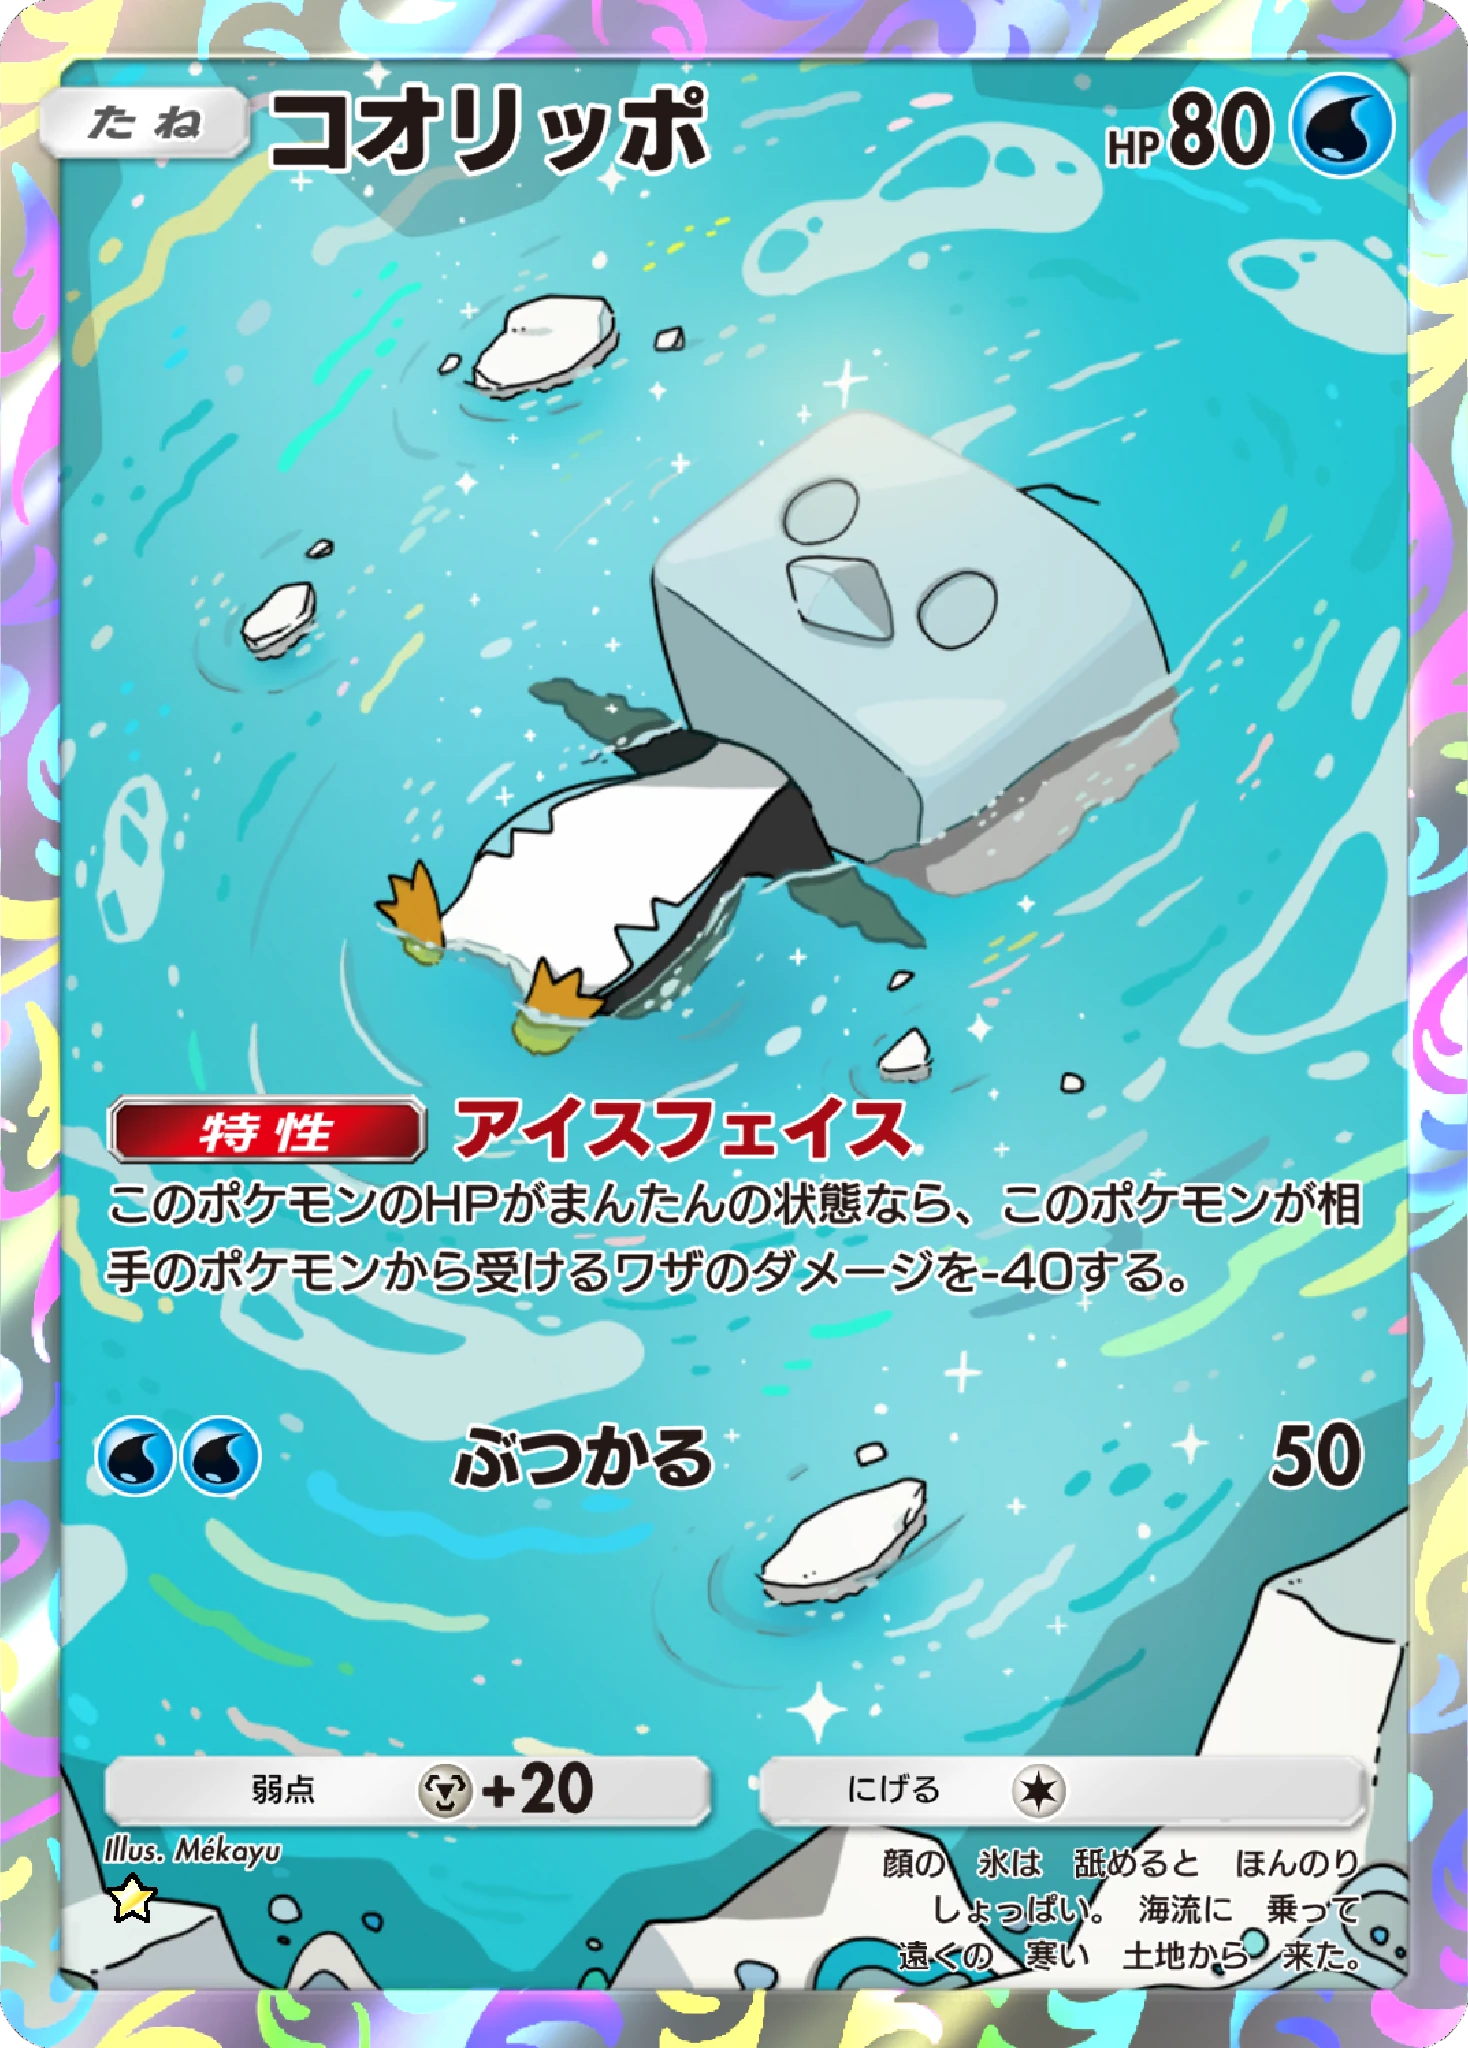 たね コオリッポ HP80
特性 アイスフェイス
このポケモンのHPがまんたんの状態なら、このポケモンが相
手のポケモンから受けるワザのダメージを-40する。
ぶつかる 50
弱点 +20 にげる
Illus. Mékayu
顔の 氷は 舐めると ほんのり
しょっぱい。 海流に 乗って
遠くの 寒い 土地から 来た。